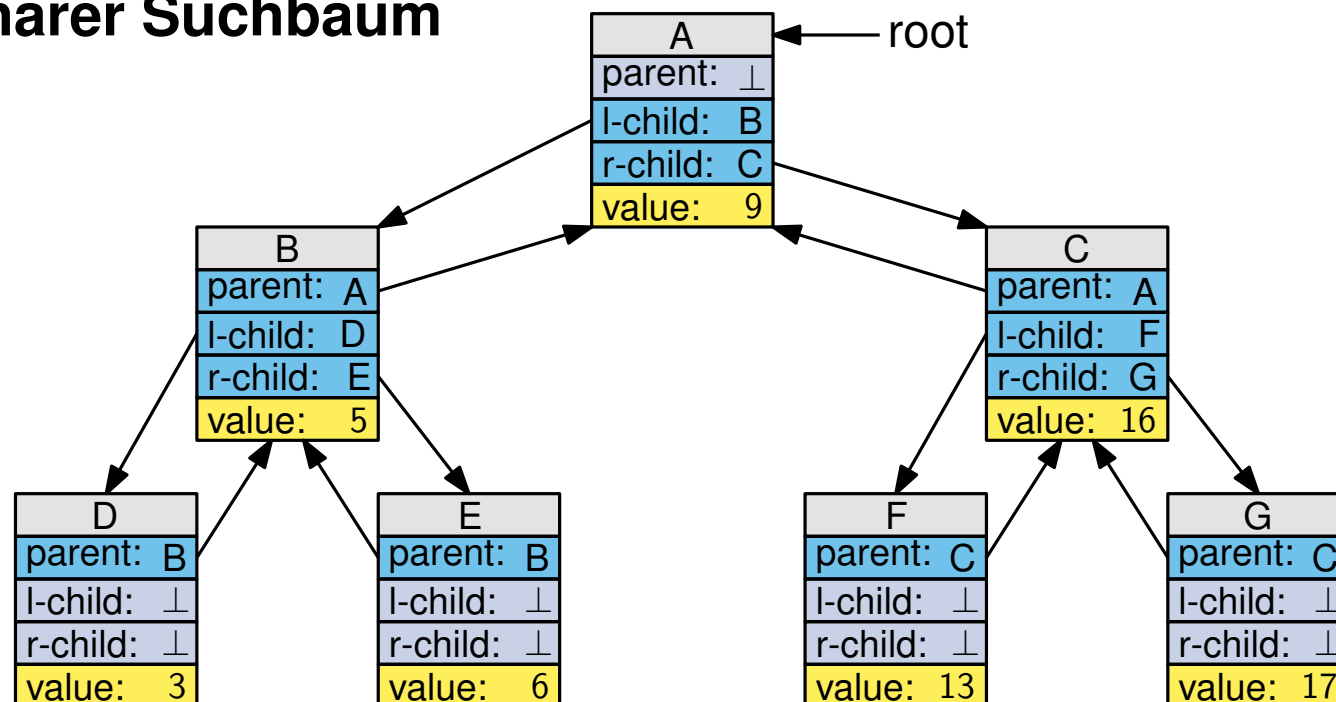 Suchbaum
A
root
parent: ⊥
l-child: B
r-child: C
value: 9
B
parent: A
l-child: D
r-child: E
value: 5
C
parent: A
l-child: F
r-child: G
value: 16
D
parent: B
l-child: ⊥
r-child: ⊥
value: 3
E
parent: B
l-child: ⊥
r-child: ⊥
value: 6
F
parent: C
l-child: ⊥
r-child: ⊥
value: 13
G
parent: C
l-child: ⊥
r-child: ⊥
value: 17